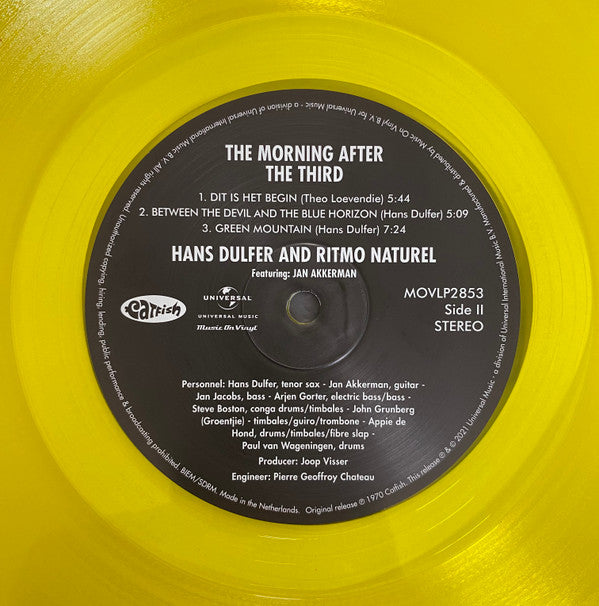 THE MORNING AFTER
THE THIRD
1. DIT IS HET BEGIN (Theo Loevendie) 5:44
2. BETWEEN THE DEVIL AND THE BLUE HORIZON (Hans Dulfer) 5:09
3. GREEN MOUNTAIN (Hans Dulfer) 7:24
HANS DULFER AND RITMO NATUREL
Featuring: JAN AKKERMAN
Catfish
UNIVERSAL
UNIVERSAL MUSIC
Music On Vinyl
MOVLP2853
Side II
STEREO
Personnel: Hans Dulfer, tenor sax - Jan Akkerman, guitar -
Jan Jacobs, bass - Arjen Gorter, electric bass/bass -
Steve Boston, conga drums/timbales - John Grunberg
(Groentjie) - timbales/guiro/trombone - Appie de
Hond, drums/timbales/fibre slap -
Paul van Wageningen, drums
Producer: Joop Visser
Engineer: Pierre Geoffroy Chateau
Made in the Netherlands. Original release ℗ 1970 Catfish. This release ℗ & © 2021 Universal Music - a division of Universal International Music B.V. Manufactured & distributed by Music On Vinyl B.V. for Universal Music - a division of Universal International Music B.V. All rights reserved. Unauthorized copying, hiring, lending, public performance & broadcasting prohibited. BIEM/SDRM.